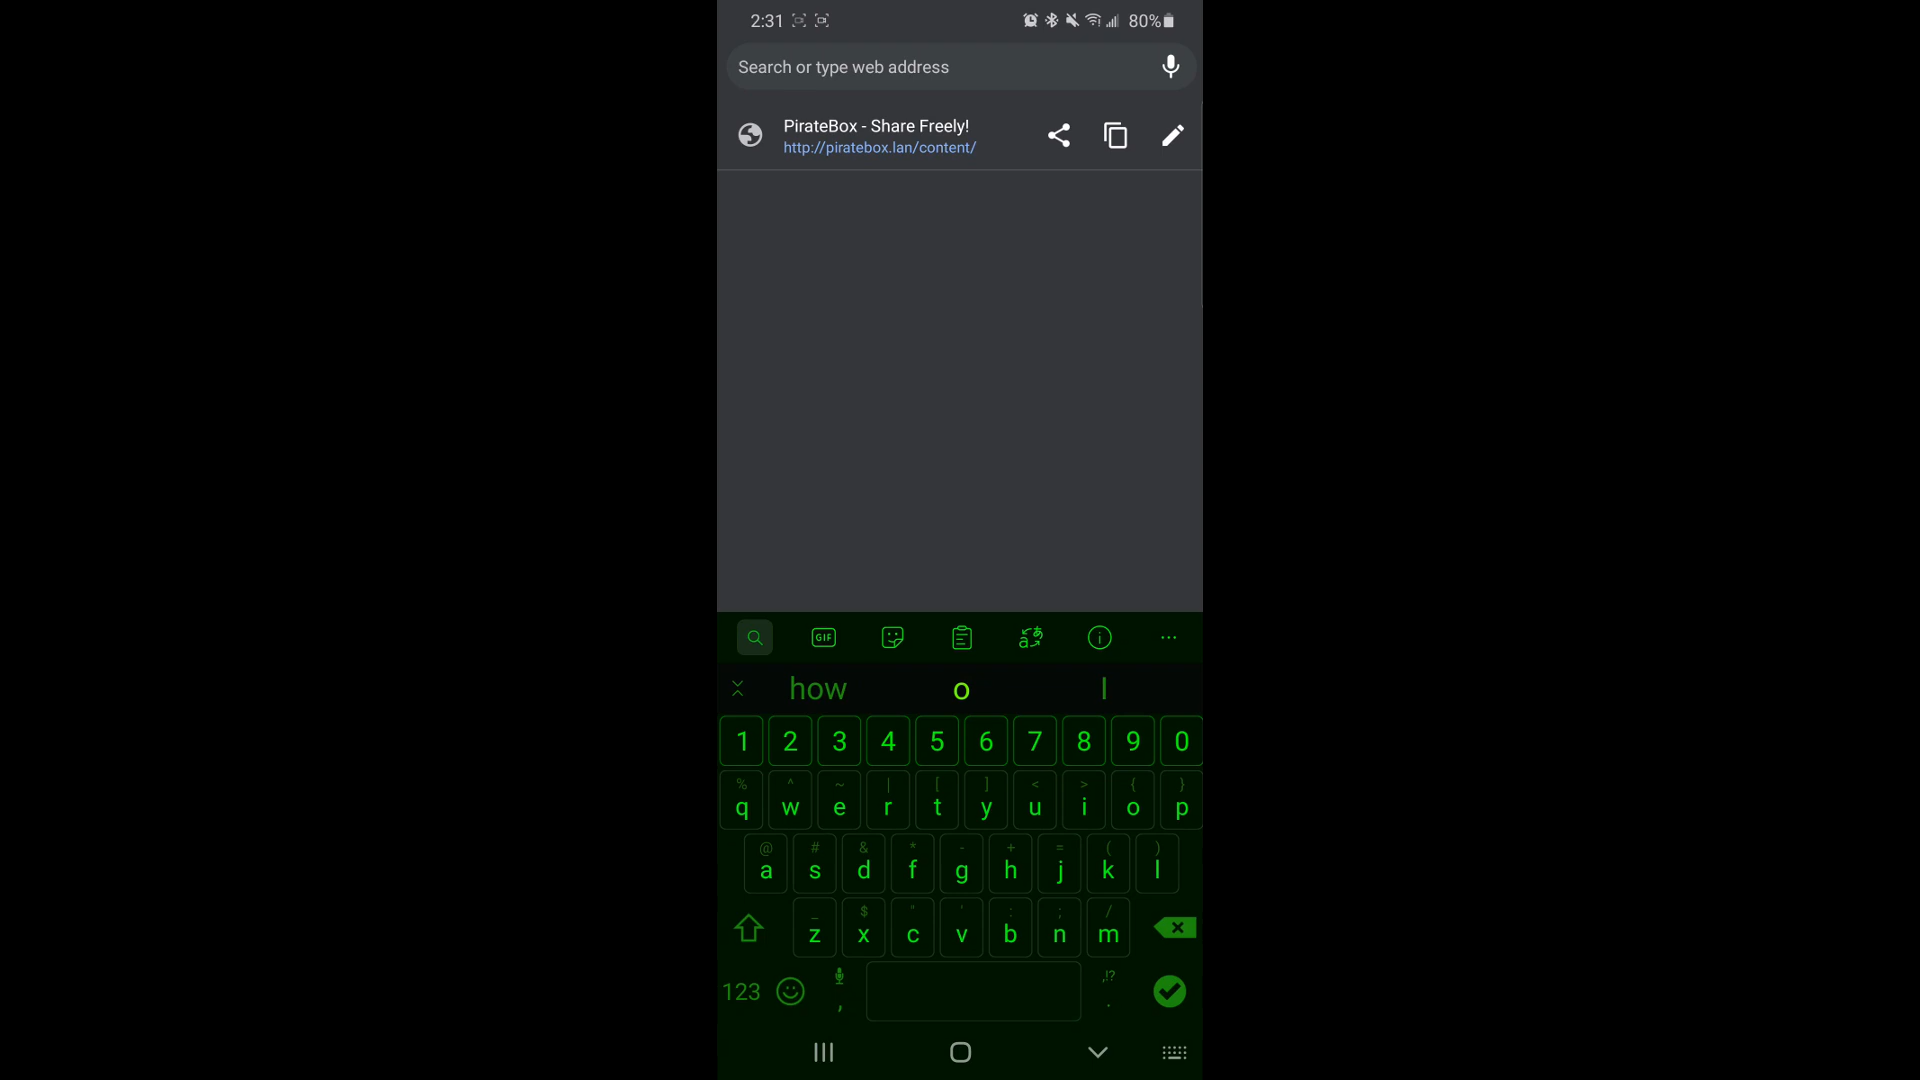 2:31 80%
Search or type web address
PirateBox - Share Freely!
http://piratebox.lan/content/
GIF
how o l
1 2 3 4 5 6 7 8 9 0
% ^ ~ | [ ] < > { }
q w e r t y u i o p
@ # & * - + = ( )
a s d f g h j k l
_ $ " ' : ; /
z x c v b n m
,!?
123 , .